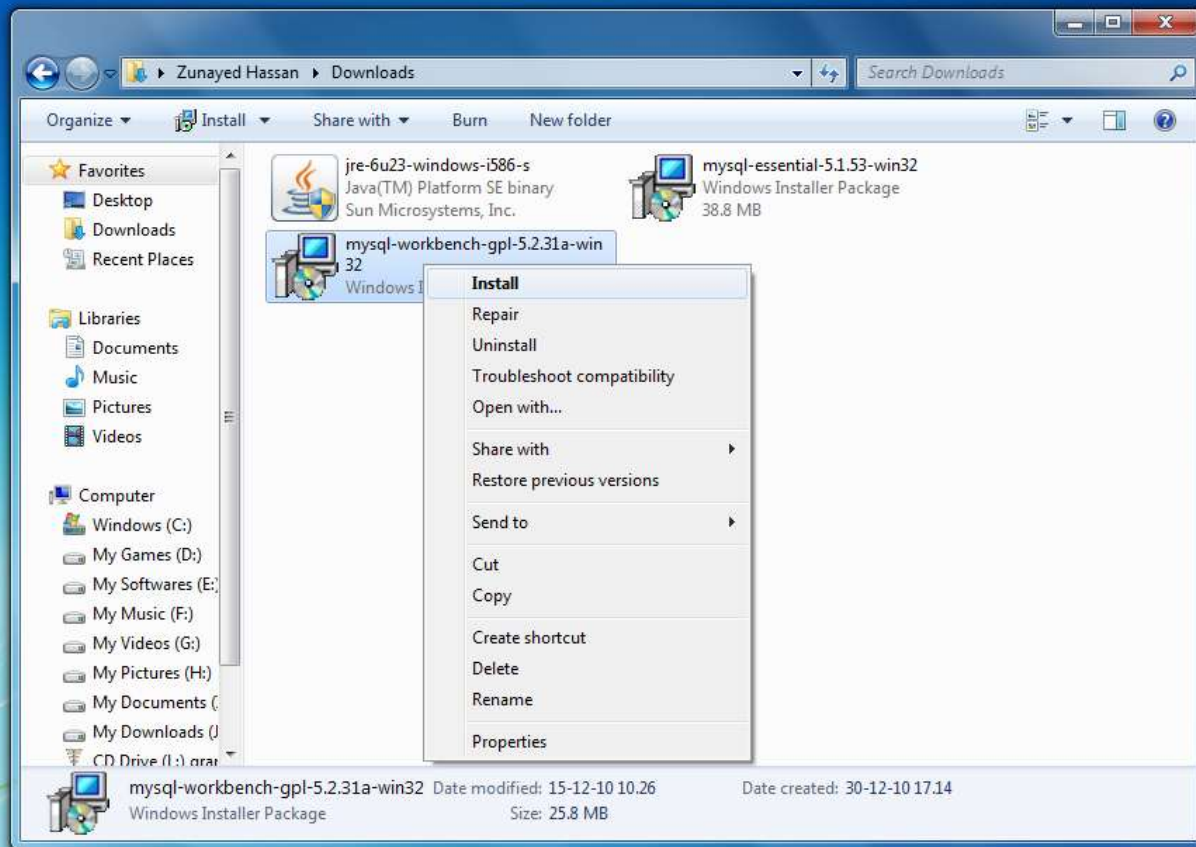 Zunayed Hassan Downloads
Search Downloads
Organize Install Share with Burn New folder
Favorites
Desktop
Downloads
Recent Places
Libraries
Documents
Music
Pictures
Videos
Computer
Windows (C:)
My Games (D:)
My Softwares (E:
My Music (F:)
My Videos (G:)
My Pictures (H:)
My Documents (
My Downloads (J
CD Drive (L:)
jre-6u23-windows-i586-s
Java(TM) Platform SE binary
Sun Microsystems, Inc.
mysql-essential-5.1.53-win32
Windows Installer Package
38.8 MB
mysql-workbench-gpl-5.2.31a-win
32
Windows I
Install
Repair
Uninstall
Troubleshoot compatibility
Open with...
Share with
Restore previous versions
Send to
Cut
Copy
Create shortcut
Delete
Rename
Properties
mysql-workbench-gpl-5.2.31a-win32 Date modified: 15-12-10 10.26 Date created: 30-12-10 17.14
Windows Installer Package Size: 25.8 MB